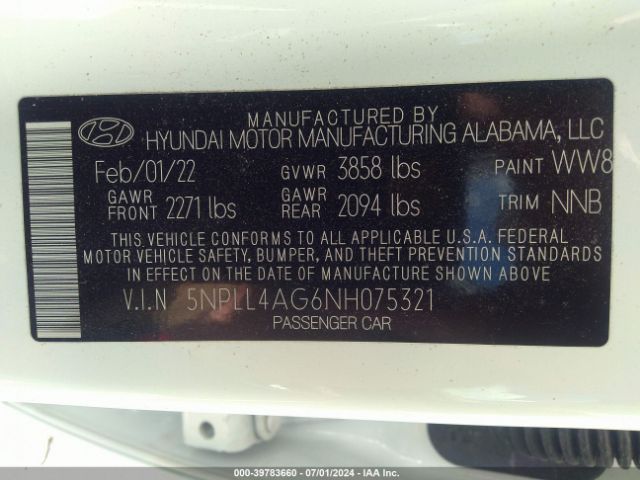 MANUFACTURED BY
HYUNDAI MOTOR MANUFACTURING ALABAMA, LLC
Feb/01/22 GVWR 3858 lbs PAINT WW8
GAWR FRONT 2271 lbs GAWR REAR 2094 lbs TRIM NNB
THIS VEHICLE CONFORMS TO ALL APPLICABLE U.S.A. FEDERAL
MOTOR VEHICLE SAFETY, BUMPER, AND THEFT PREVENTION STANDARDS
IN EFFECT ON THE DATE OF MANUFACTURE SHOWN ABOVE
V.I.N 5NPLL4AG6NH075321
PASSENGER CAR
000-39783660 - 07/01/2024 - IAA Inc.